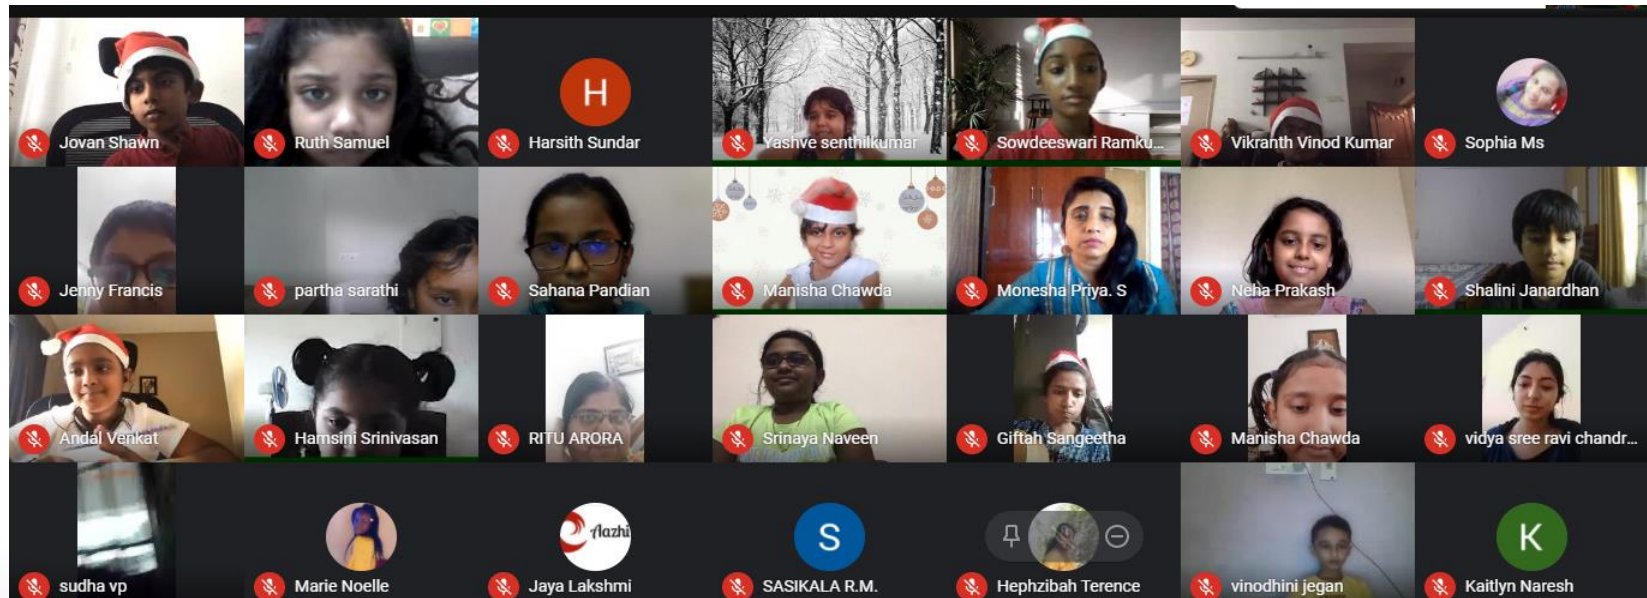 Jovan Shawn
Ruth Samuel
H
Harsith Sundar
Yashve senthilkumar
Sowdeeswari Ramku...
Vikranth Vinod Kumar
Sophia Ms
Jenny Francis
partha sarathi
Sahana Pandian
Manisha Chawda
Monesha Priya. S
Neha Prakash
Shalini Janardhan
Andal Venkat
Hamsini Srinivasan
RITU ARORA
Srinaya Naveen
Giftah Sangeetha
Manisha Chawda
vidya sree ravi chandr...
sudha vp
Marie Noelle
Aazhi
Jaya Lakshmi
S
SASIKALA R.M.
Hephzibah Terence
vinodhini jegan
K
Kaitlyn Naresh